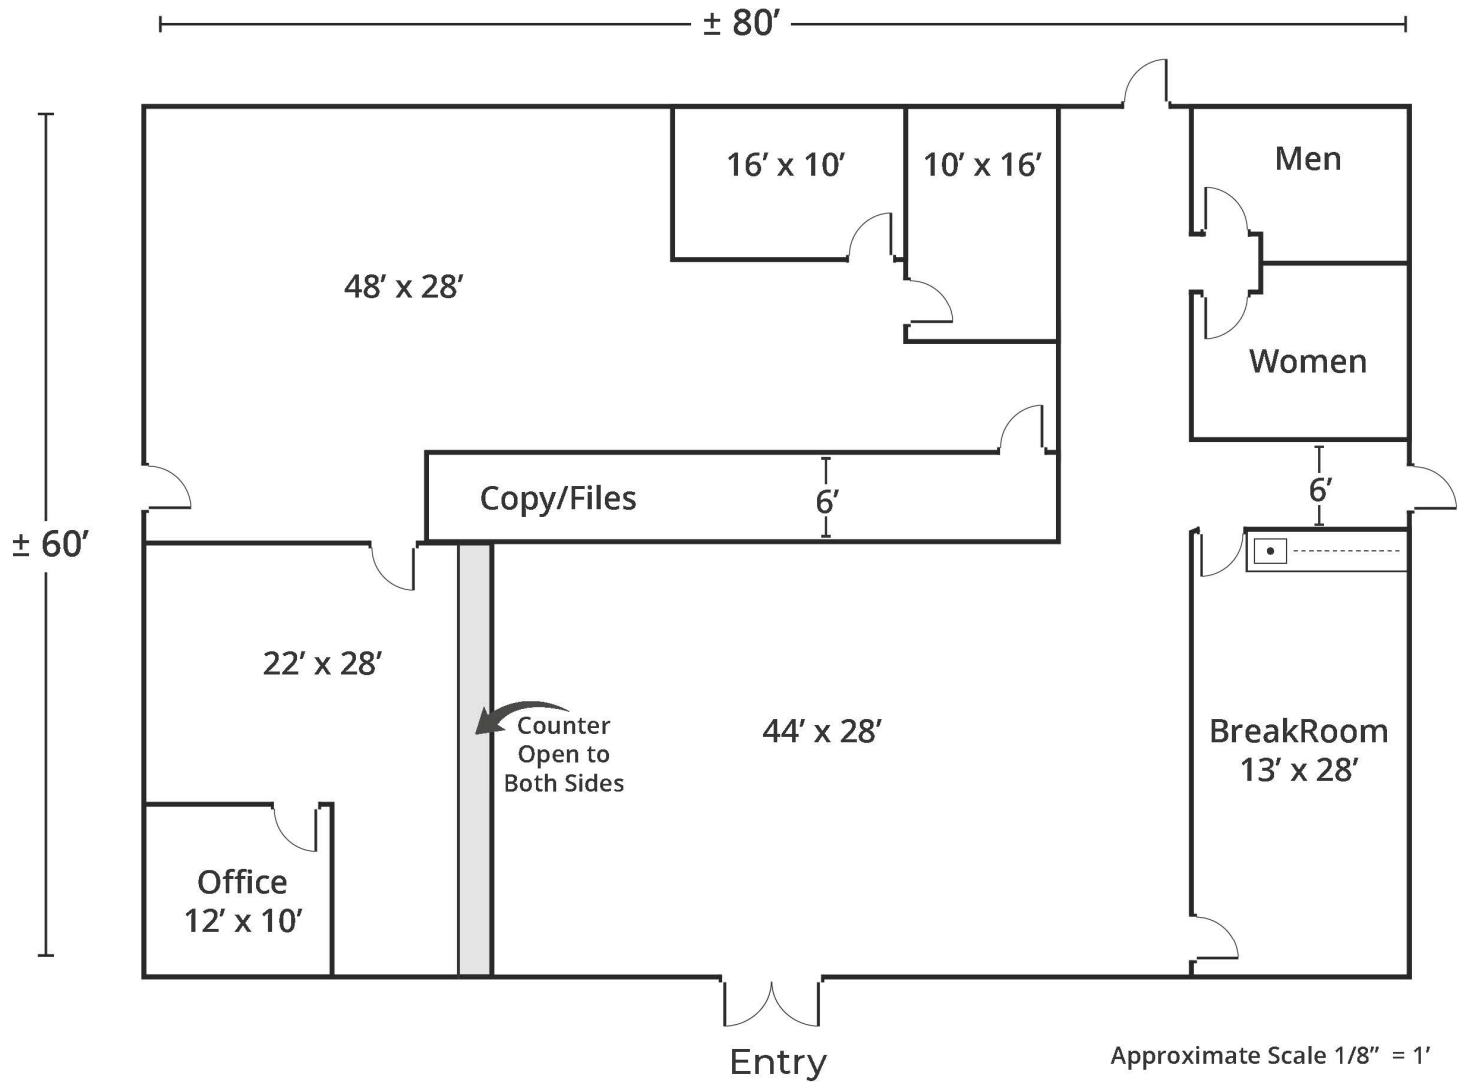 ± 80’
16’ x 10’
10’ x 16’
Men
48’ x 28’
Women
Copy/Files
6’
6’
± 60’
22’ x 28’
Counter
Open to
Both Sides
44’ x 28’
BreakRoom
13’ x 28’
Office
12’ x 10’
Entry
Approximate Scale 1/8” = 1’